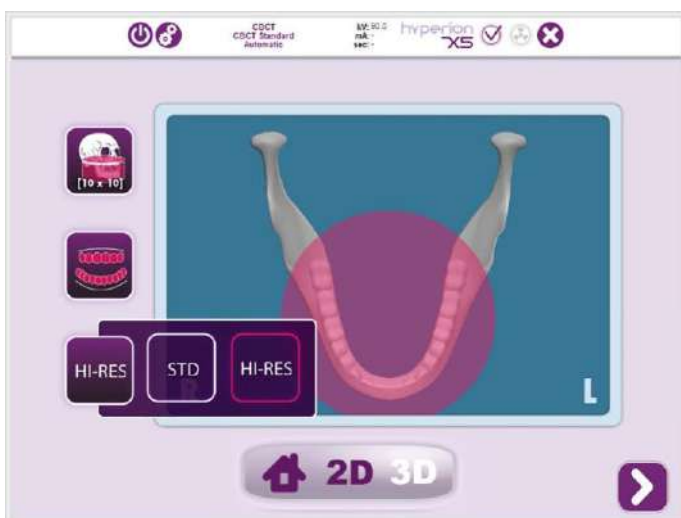 CBCT
CBCT Standard
Automatic
kV: 90.0
mA: -
sec: -
hyperion
X5
[10 x 10]
HI-RES
STD
HI-RES
R
L
2D
3D